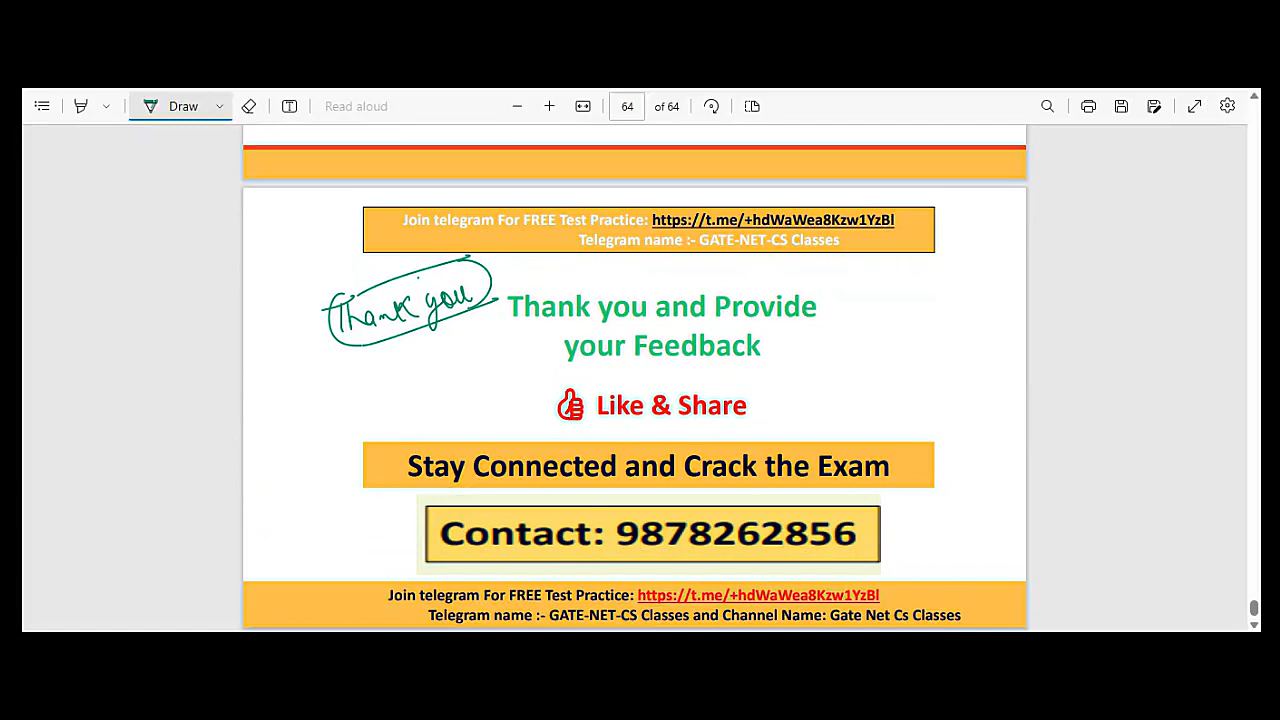 Draw
Read aloud
64 of 64
Join telegram For FREE Test Practice: https://t.me/+hdWaWea8Kzw1YzBl
Telegram name :- GATE-NET-CS Classes
Thank you
Thank you and Provide
your Feedback
Like & Share
Stay Connected and Crack the Exam
Contact: 9878262856
Join telegram For FREE Test Practice: https://t.me/+hdWaWea8Kzw1YzBl
Telegram name :- GATE-NET-CS Classes and Channel Name: Gate Net Cs Classes